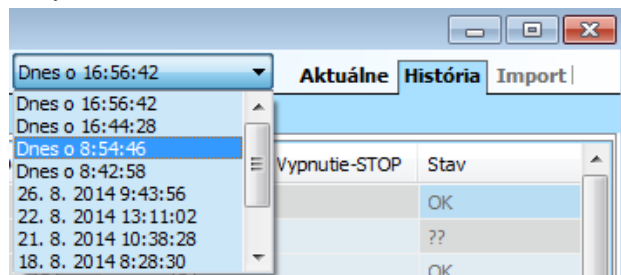 Dnes o 16:56:42
Aktuálne História Import
Dnes o 16:56:42
Dnes o 16:44:28
Dnes o 8:54:46
Dnes o 8:42:58
26. 8. 2014 9:43:56
22. 8. 2014 13:11:02
21. 8. 2014 10:38:28
18. 8. 2014 8:28:30
Vypnutie-STOP Stav
OK
??
OK